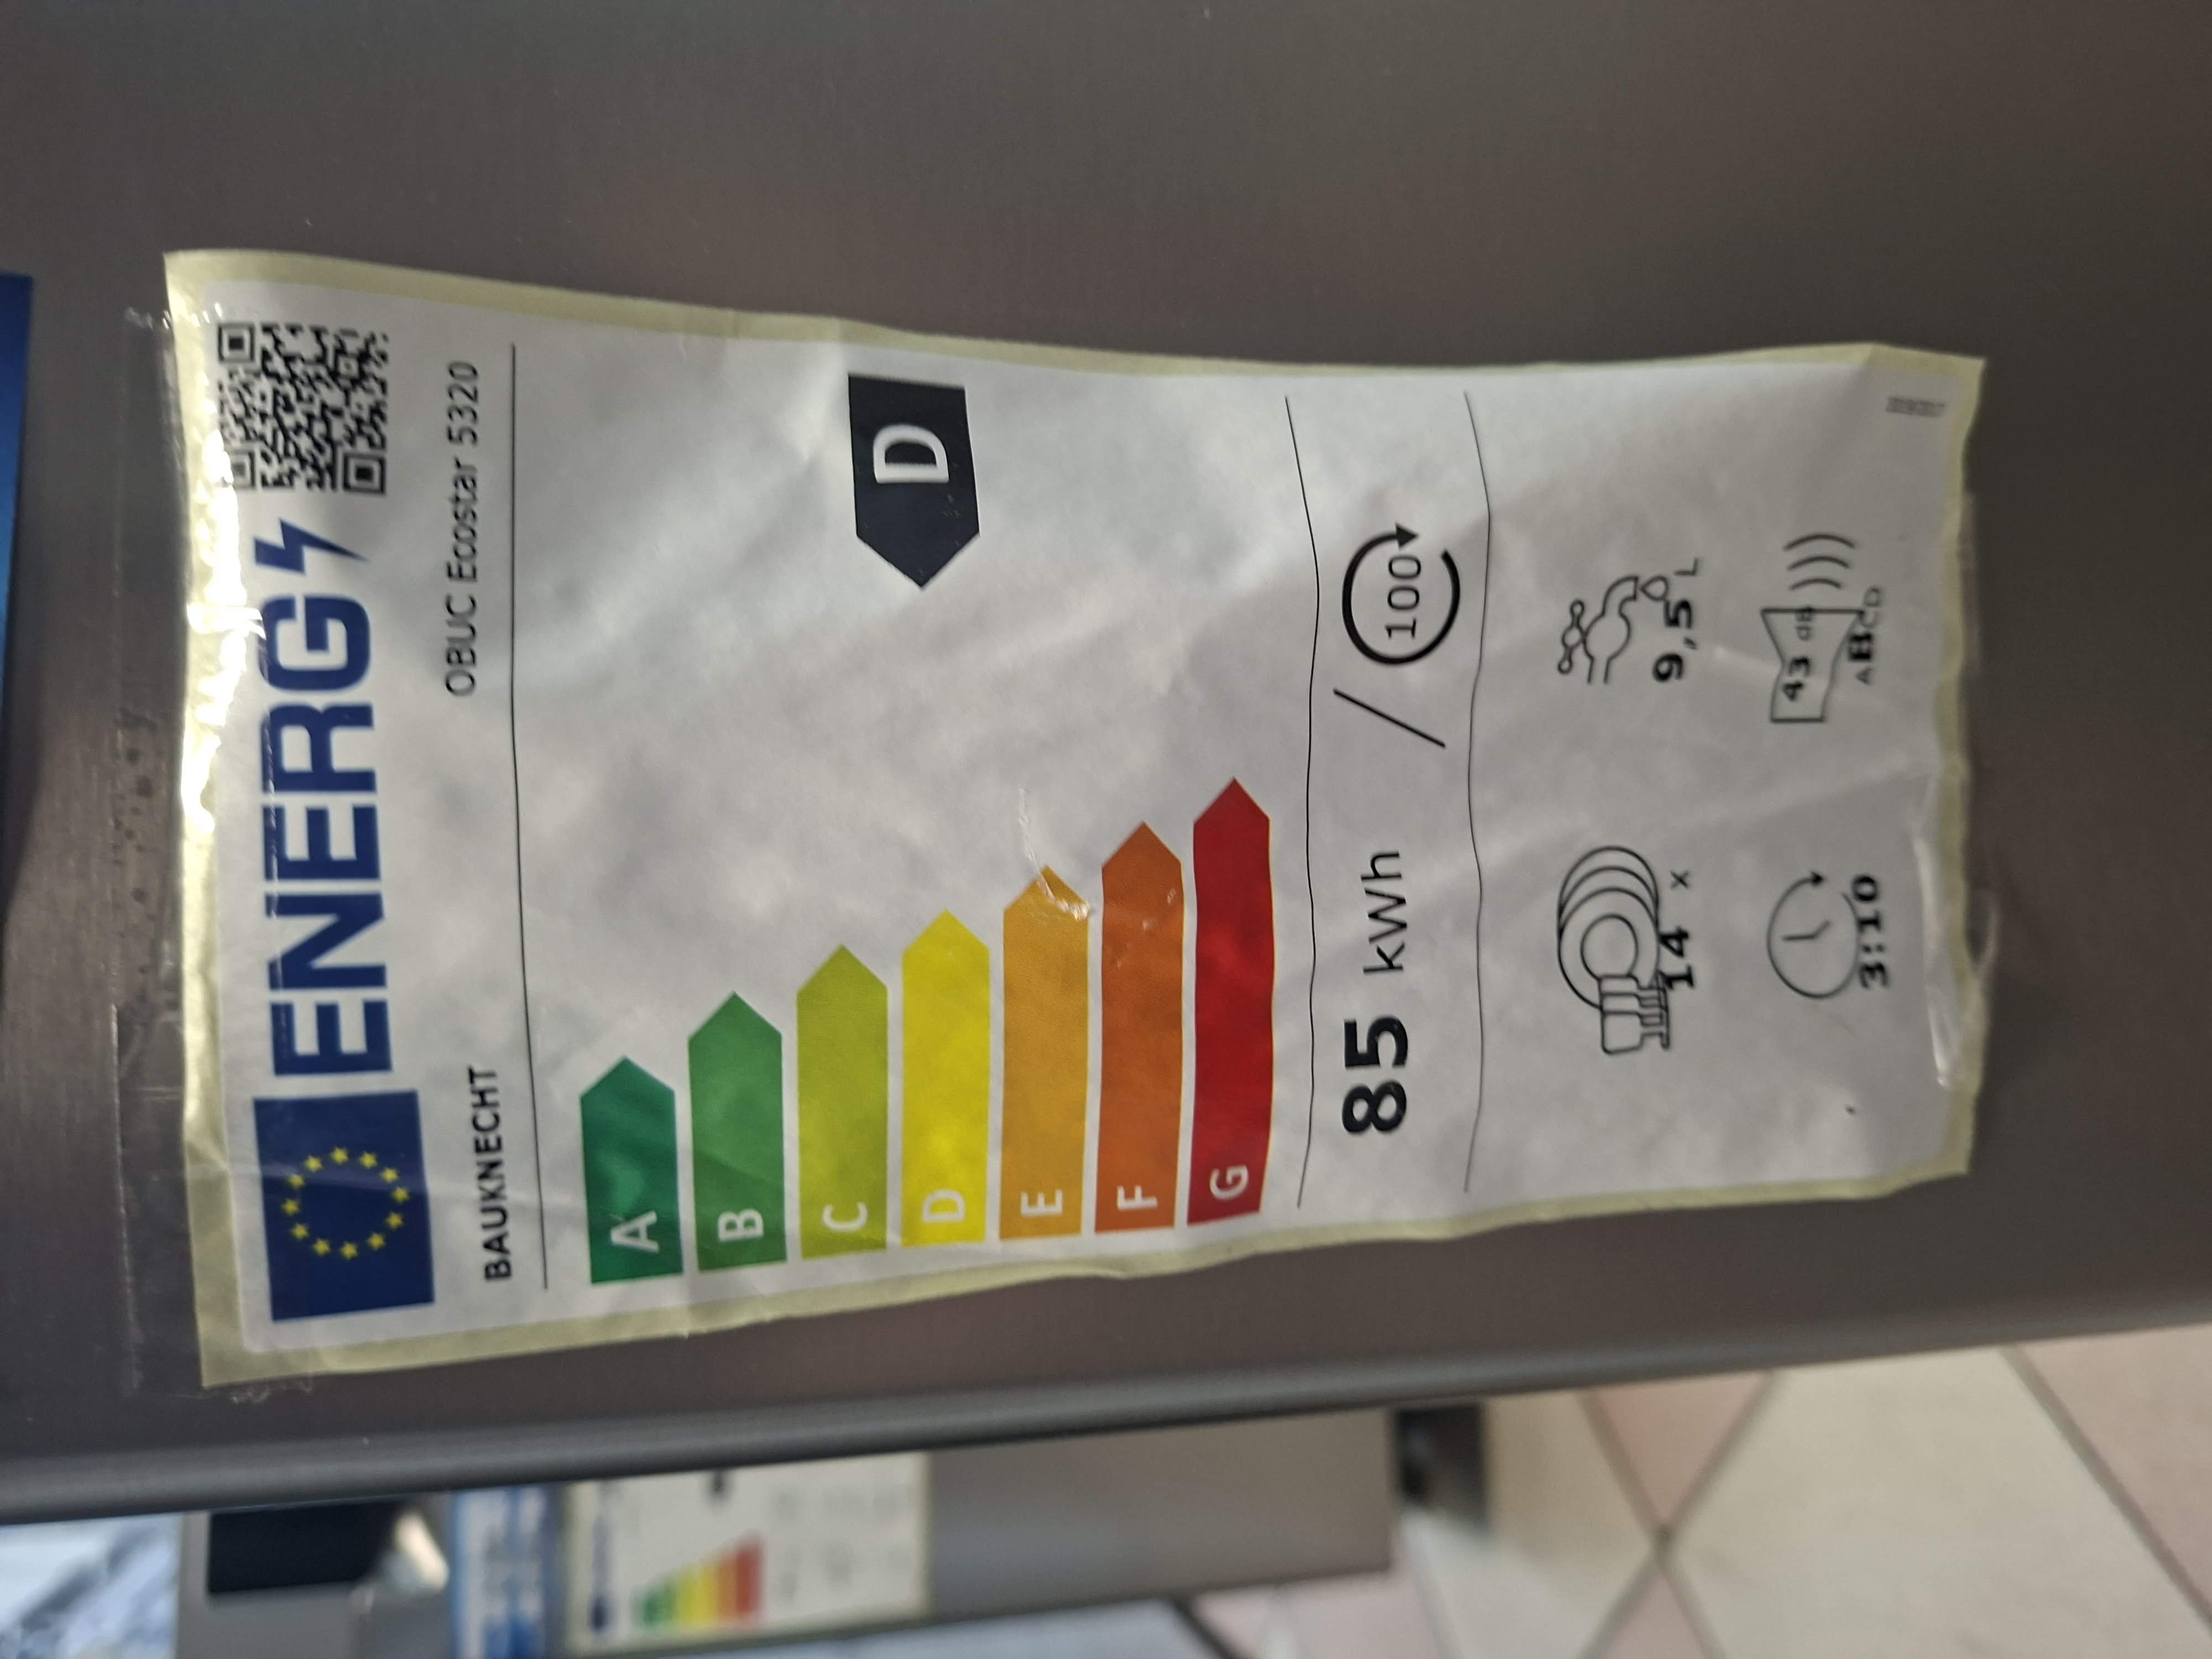 ENERG
BAUKNECHT OBUC Ecostar 5320
A
B
C
D
D
E
F
G
85 kWh / 100
14 x
9,5 L
3:10
43 dB
ABCD